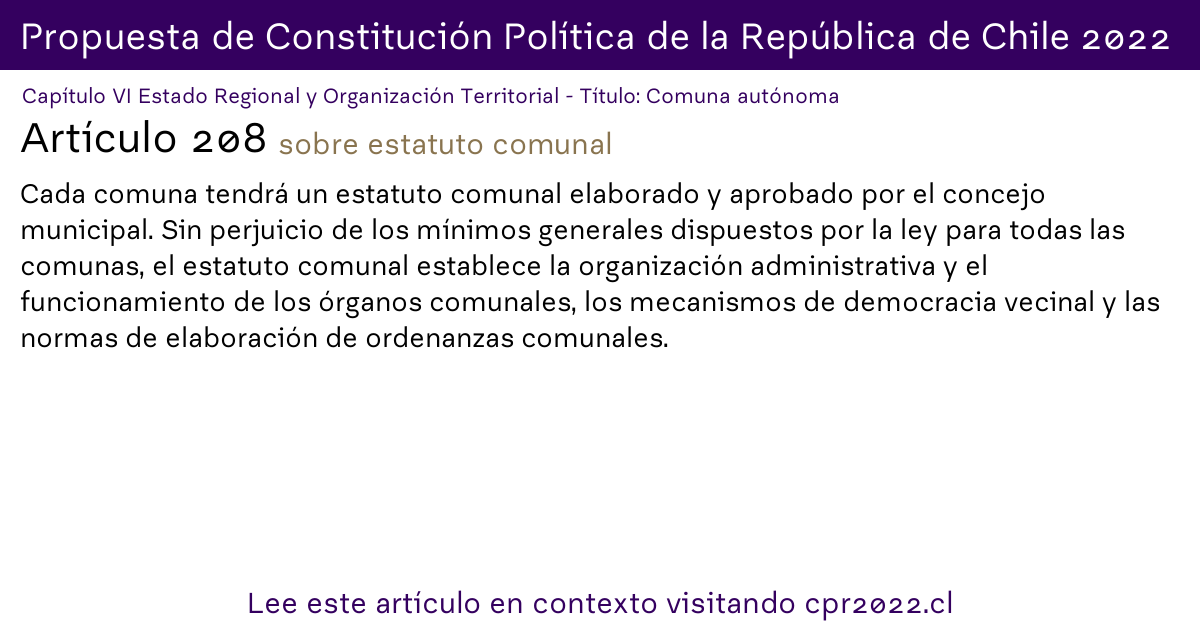 Propuesta de Constitución Política de la República de Chile 2022
Capítulo VI Estado Regional y Organización Territorial - Título: Comuna autónoma
Artículo 208 sobre estatuto comunal
Cada comuna tendrá un estatuto comunal elaborado y aprobado por el concejo
municipal. Sin perjuicio de los mínimos generales dispuestos por la ley para todas las
comunas, el estatuto comunal establece la organización administrativa y el
funcionamiento de los órganos comunales, los mecanismos de democracia vecinal y las
normas de elaboración de ordenanzas comunales.
Lee este artículo en contexto visitando cpr2022.cl